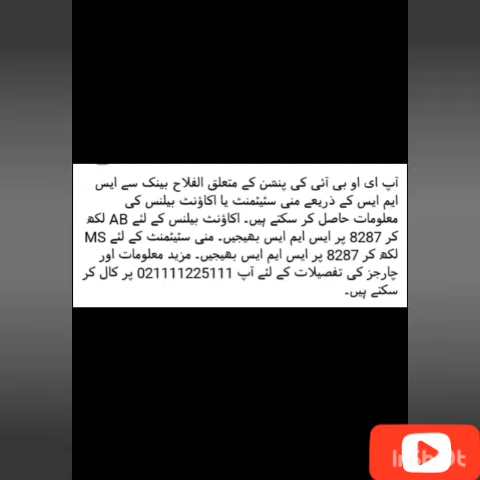 آپ ای او بی آئی کی پنشن کے متعلق الفلاح بینک سے ایس
ایم ایس کے ذریعے منی سٹیٹمنٹ یا اکاؤنٹ بیلنس کی
معلومات حاصل کر سکتے ہیں۔ اکاؤنٹ بیلنس کے لئے AB لکھ
کر 8287 پر ایس ایم ایس بھیجیں۔ منی سٹیٹمنٹ کے لئے MS
لکھ کر 8287 پر ایس ایم ایس بھیجیں۔ مزید معلومات اور
چارجز کی تفصیلات کے لئے آپ 021111225111 پر کال کر
سکتے ہیں۔